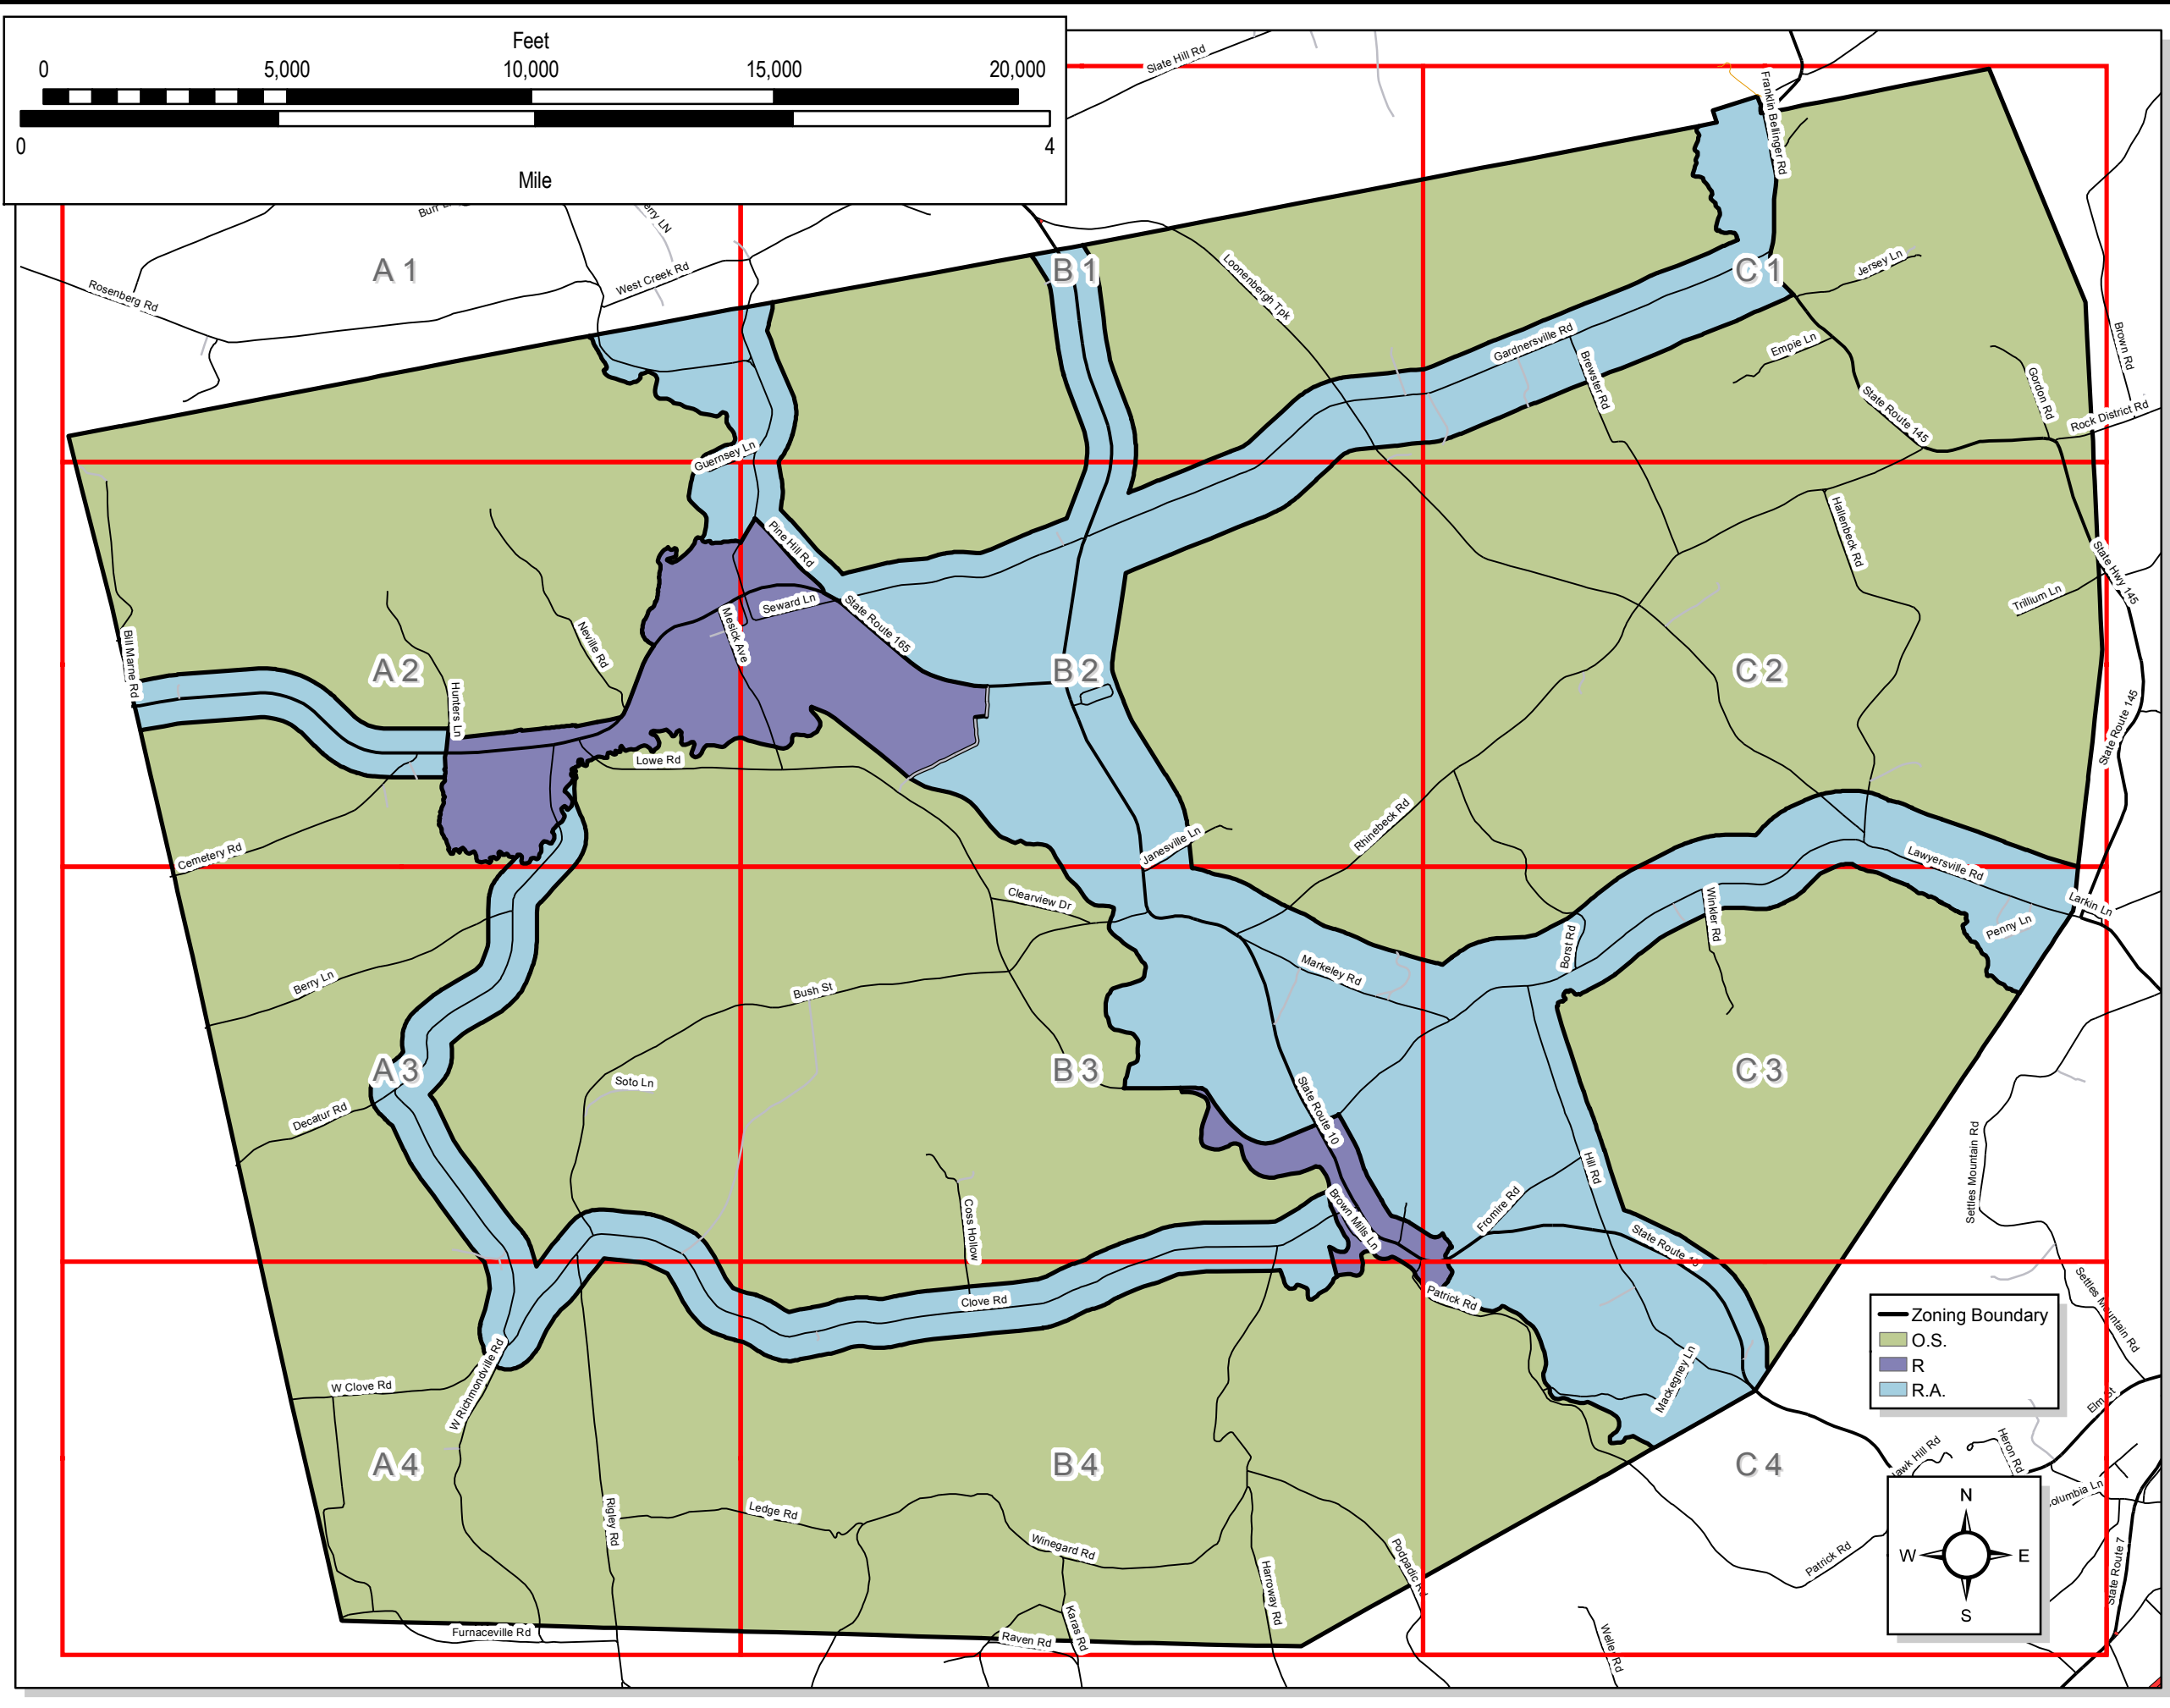 Feet
0 5,000 10,000 15,000 20,000
0 4
Mile
Slate Hill Rd
Franklin Bellinger Rd
Rosenberg Rd
A 1
West Creek Rd
B 1
Loonenbergh Tpk
C 1
Jersey Ln
Gardnersville Rd
Empie Ln
Brewster Rd
Brown Rd
Gordon Rd
State Route 145
Rock District Rd
Guernsey Ln
Pine Hill Rd
Hallenbeck Rd
State Hwy 145
Trillium Ln
Seward Ln
State Route 165
Mesick Ave
Neville Rd
Bill Marne Rd
A 2
Hunters Ln
B 2
C 2
State Route 145
Lowe Rd
Rhinebeck Rd
Janesville Ln
Cemetery Rd
Lawyersville Rd
Clearview Dr
Winkler Rd
Larkin Ln
Penny Ln
Borst Rd
Markeley Rd
Berry Ln
Bush St
A 3
Soto Ln
B 3
C 3
Decatur Rd
State Route 10
Hill Rd
Settles Mountain Rd
Coss Hollow
Brown Mills Ln
Fromire Rd
State Route 10
Clove Rd
Patrick Rd
Settles Mountain Rd
Zoning Boundary
O.S.
R
R.A.
W Clove Rd
W Richmondville Rd
Mackegney Ln
Elm St
A 4
B 4
C 4
Hawk Hill Rd
Heron Rd
Columbia Ln
Rigley Rd
Ledge Rd
Winegard Rd
Harroway Rd
Podpadic Rd
Patrick Rd
State Route 7
N
W E
S
Karas Rd
Furnaceville Rd
Raven Rd
Weller Rd